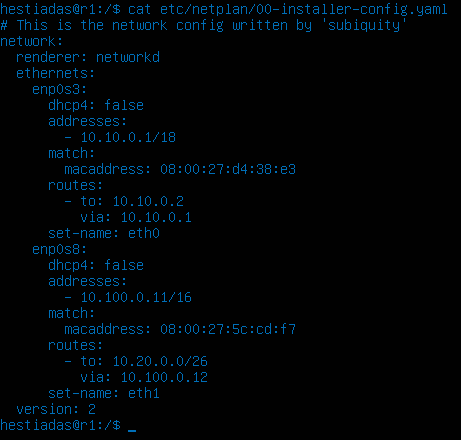 hestiadas@r1:/$ cat etc/netplan/00-installer-config.yaml
# This is the network config written by 'subiquity'
network:
  renderer: networkd
  ethernets:
    enp0s3:
      dhcp4: false
      addresses:
        - 10.10.0.1/18
      match:
        macaddress: 08:00:27:d4:38:e3
      routes:
        - to: 10.10.0.2
          via: 10.10.0.1
      set-name: eth0
    enp0s8:
      dhcp4: false
      addresses:
        - 10.100.0.11/16
      match:
        macaddress: 08:00:27:5c:cd:f7
      routes:
        - to: 10.20.0.0/26
          via: 10.100.0.12
      set-name: eth1
  version: 2
hestiadas@r1:/$ _